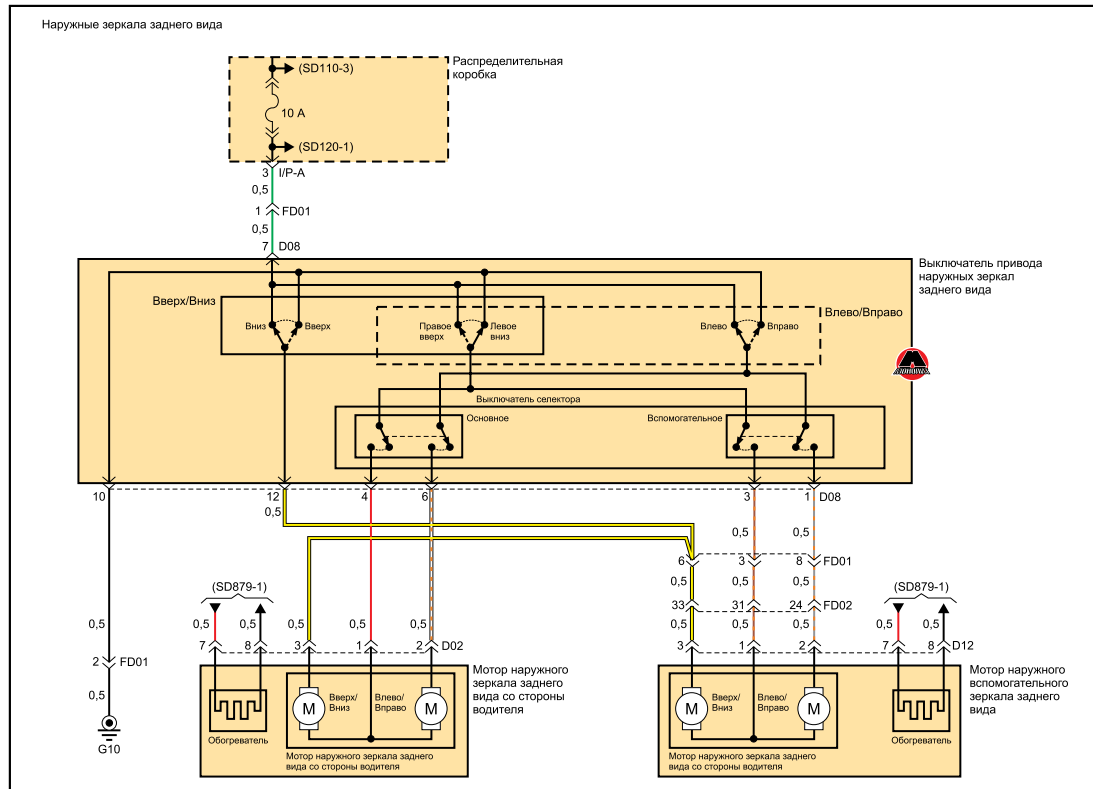 Наружные зеркала заднего вида
Распределительная
коробка
(SD110-3)
10 А
(SD120-1)
3 I/P-A
0,5
1 FD01
0,5
7 D08
Выключатель привода
наружных зеркал
заднего вида
Вверх/Вниз
Влево/Вправо
Вниз Вверх
Правое
вверх
Левое
вниз
Влево Вправо
Выключатель селектора
Основное
Вспомогательное
10 12 4 6 3 1 D08
0,5
0,5 0,5
6 3 8 FD01
0,5 0,5 0,5
33 31 24 FD02
(SD879-1)
(SD879-1)
0,5 0,5 0,5 0,5 0,5 0,5 0,5 0,5 0,5 0,5 0,5
7 8 3 1 2 D02
3 1 2 7 8 D12
2 FD01
0,5
G10
Мотор наружного
зеркала заднего
вида со стороны
водителя
Вверх/
Вниз
Влево/
Вправо
M M
Обогреватель
Мотор наружного зеркала заднего
вида со стороны водителя
Мотор наружного
вспомогательного
зеркала заднего
вида
Вверх/
Вниз
Влево/
Вправо
M M
Обогреватель
Мотор наружного зеркала заднего
вида со стороны водителя